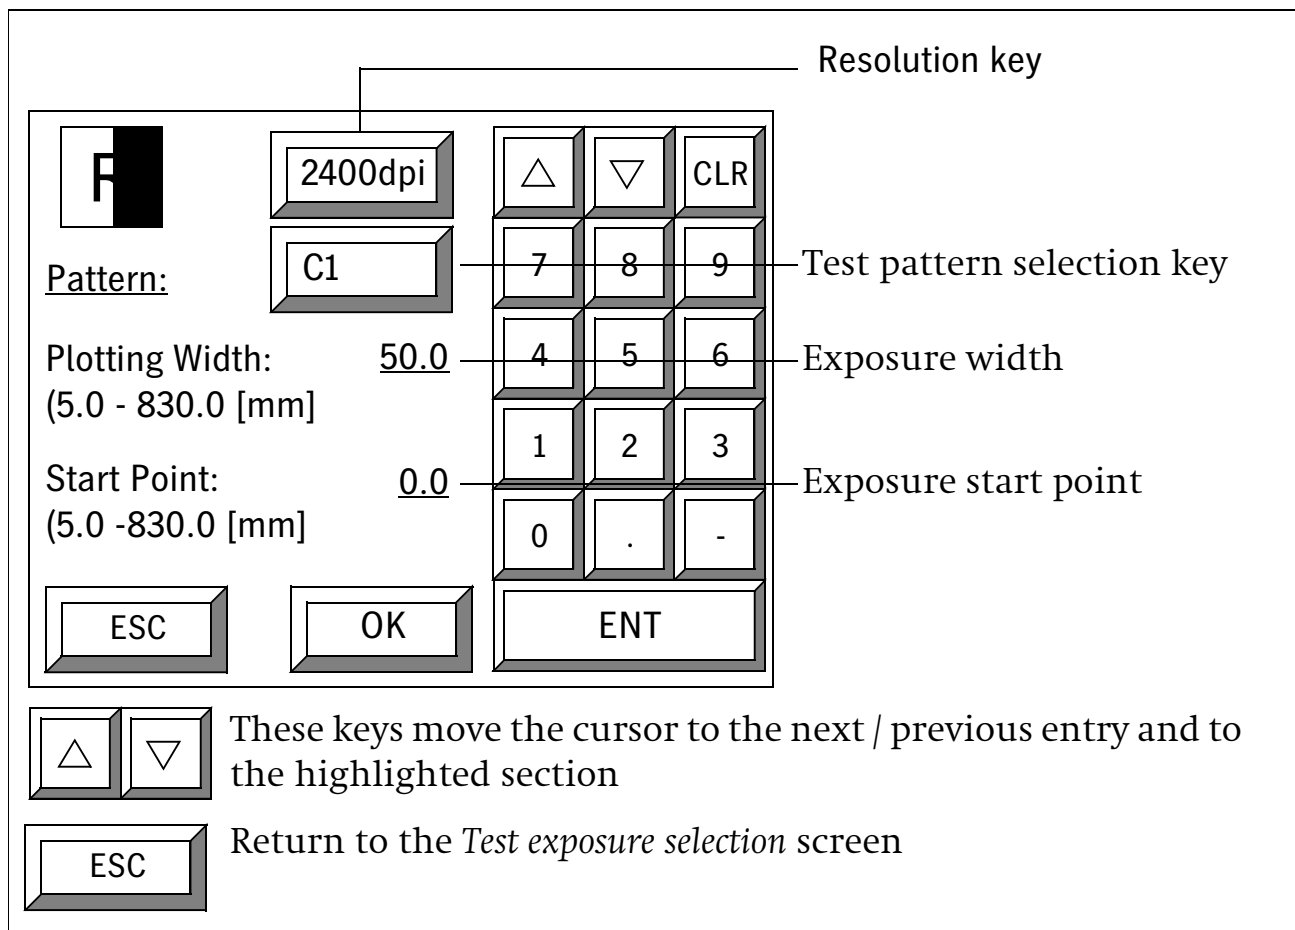 Resolution key
R
2400dpi
△ ▽ CLR
Pattern:
C1
7 8 9
Test pattern selection key
Plotting Width:
50.0
4 5 6
Exposure width
(5.0 - 830.0 [mm]
1 2 3
Start Point:
0.0
Exposure start point
(5.0 -830.0 [mm]
0 . -
ESC
OK
ENT
△ ▽
These keys move the cursor to the next / previous entry and to
the highlighted section
ESC
Return to the Test exposure selection screen